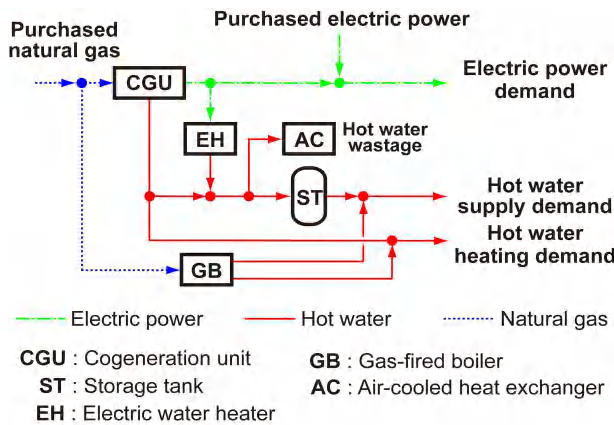 Purchased electric power
Purchased
natural gas
CGU
Electric power
demand
EH
AC
Hot water
wastage
ST
Hot water
supply demand
Hot water
heating demand
GB
Electric power
Hot water
Natural gas
CGU : Cogeneration unit
GB : Gas-fired boiler
ST : Storage tank
AC : Air-cooled heat exchanger
EH : Electric water heater